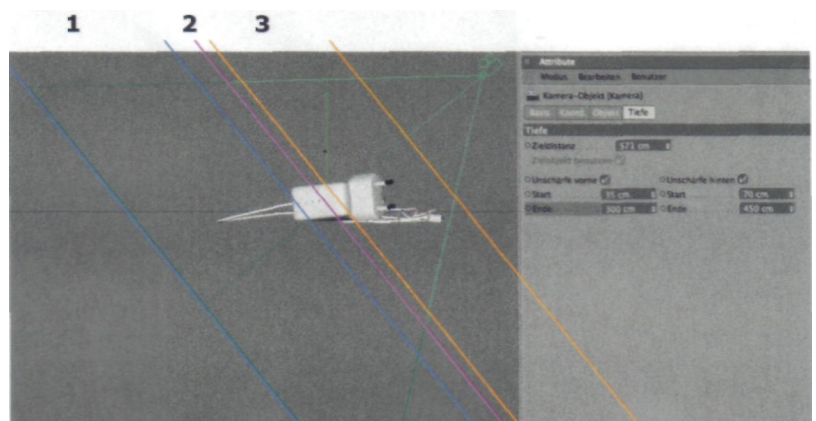 1 2 3
Attribute
Modus Bearbeiten Benutzer
Kamera-Objekt [Kamera]
Basis Koord. Objekt Tiefe
Tiefe
Zieldistanz 571 cm
Zielobjekt benutzen
Unschärfe vorne Unschärfe hinten
Start 35 cm Start 70 cm
Ende 300 cm Ende 450 cm